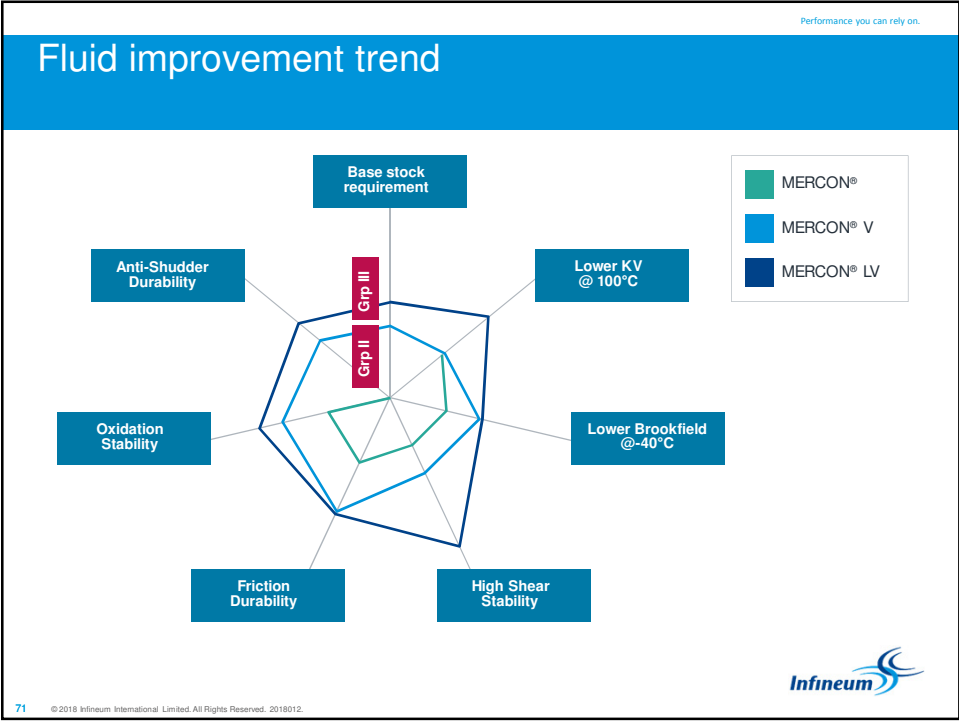 Performance you can rely on.
Fluid improvement trend
Base stock
requirement
MERCON®
MERCON® V
MERCON® LV
Anti-Shudder
Durability
Grp III
Lower KV
@ 100°C
Grp II
Oxidation
Stability
Lower Brookfield
@-40°C
Friction
Durability
High Shear
Stability
Infineum
71 © 2018 Infineum International Limited. All Rights Reserved. 2018012.